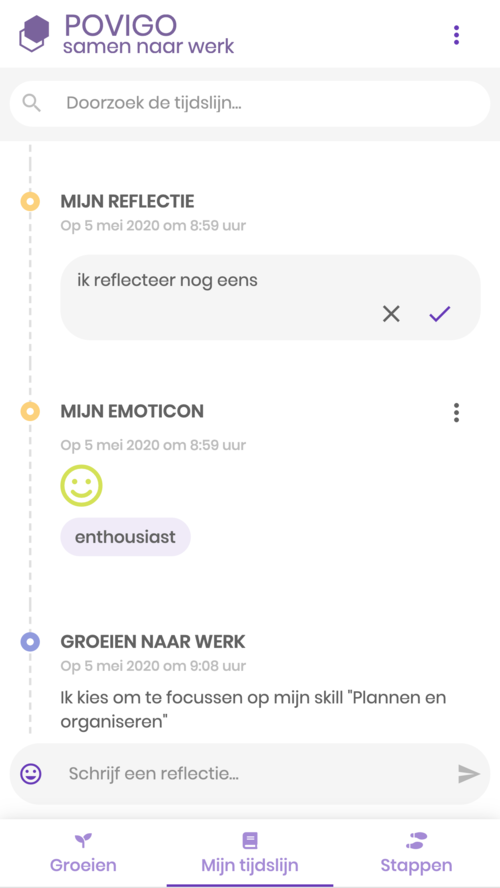 POVIGO
samen naar werk
Doorzoek de tijdslijn...
MIJN REFLECTIE
Op 5 mei 2020 om 8:59 uur
ik reflecteer nog eens
MIJN EMOTICON
Op 5 mei 2020 om 8:59 uur
enthousiast
GROEIEN NAAR WERK
Op 5 mei 2020 om 9:08 uur
Ik kies om te focussen op mijn skill "Plannen en
organiseren"
Schrijf een reflectie...
Groeien
Mijn tijdslijn
Stappen